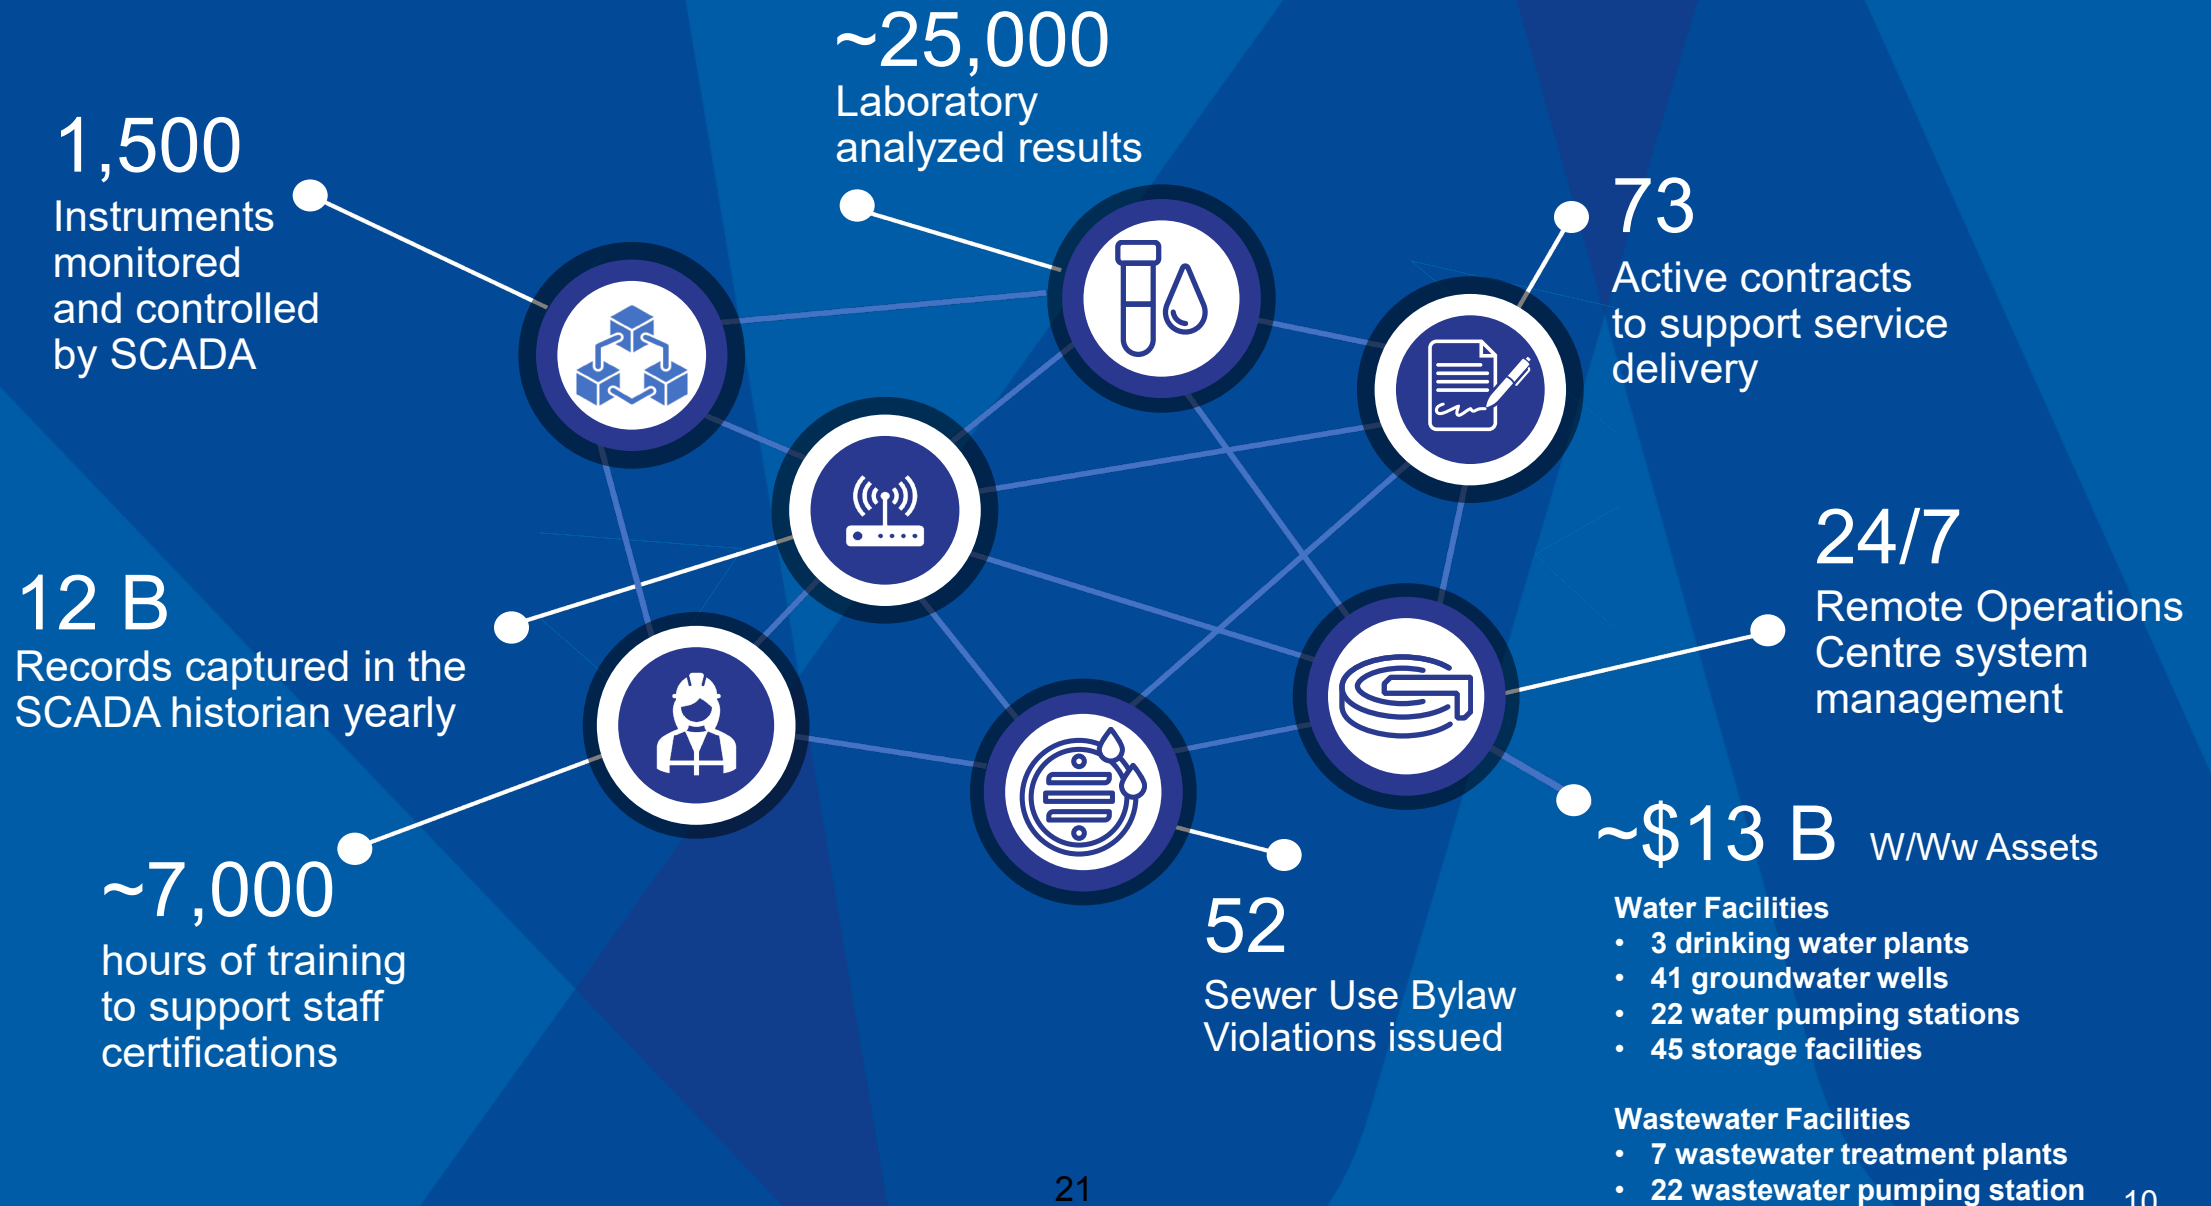 ~25,000
Laboratory
analyzed results
1,500
Instruments
monitored
and controlled
by SCADA
73
Active contracts
to support service
delivery
24/7
Remote Operations
Centre system
management
12 B
Records captured in the
SCADA historian yearly
~7,000
hours of training
to support staff
certifications
52
Sewer Use Bylaw
Violations issued
~$13 B W/Ww Assets
Water Facilities
• 3 drinking water plants
• 41 groundwater wells
• 22 water pumping stations
• 45 storage facilities
Wastewater Facilities
• 7 wastewater treatment plants
• 22 wastewater pumping station
21
10